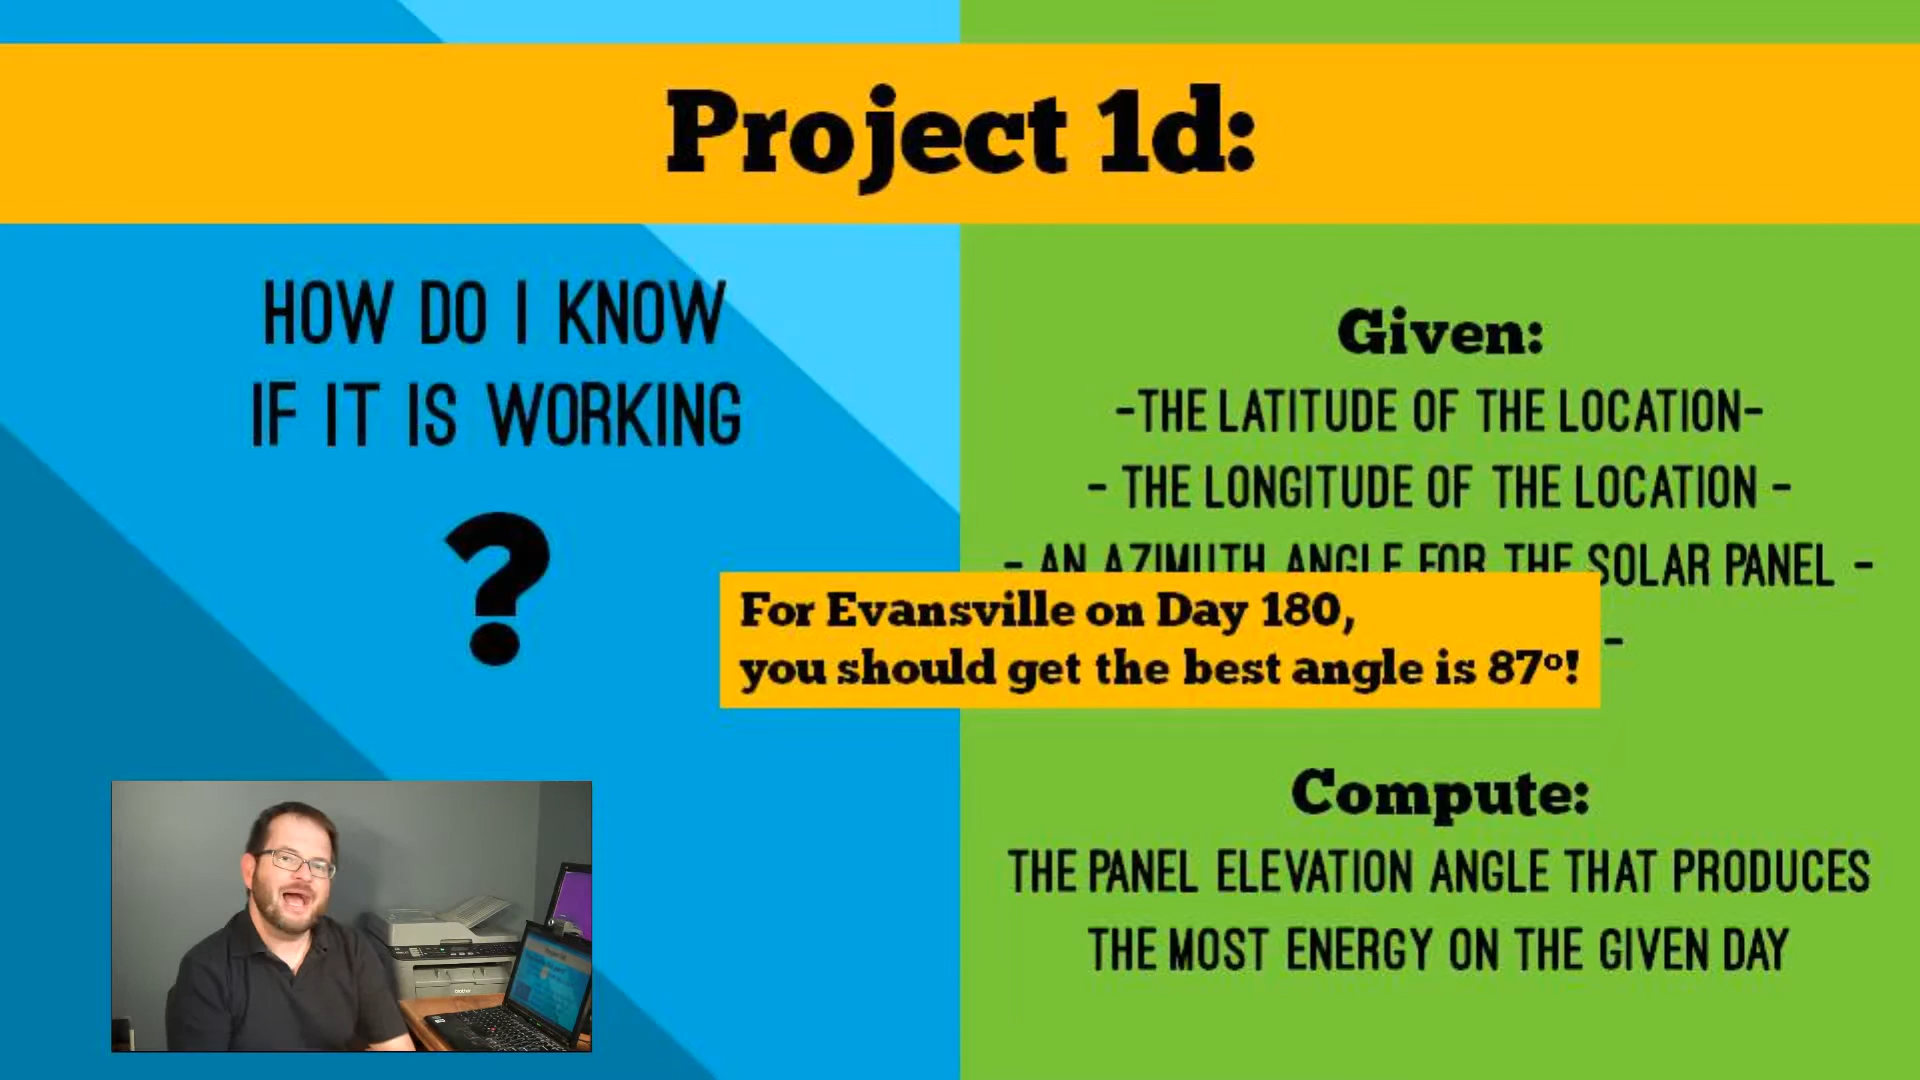 Project 1d:
HOW DO I KNOW
IF IT IS WORKING
?
Given:
-THE LATITUDE OF THE LOCATION-
- THE LONGITUDE OF THE LOCATION -
- AN AZIMUTH ANGLE FOR THE SOLAR PANEL -
-
For Evansville on Day 180,
you should get the best angle is 87º!
Compute:
THE PANEL ELEVATION ANGLE THAT PRODUCES
THE MOST ENERGY ON THE GIVEN DAY
brother